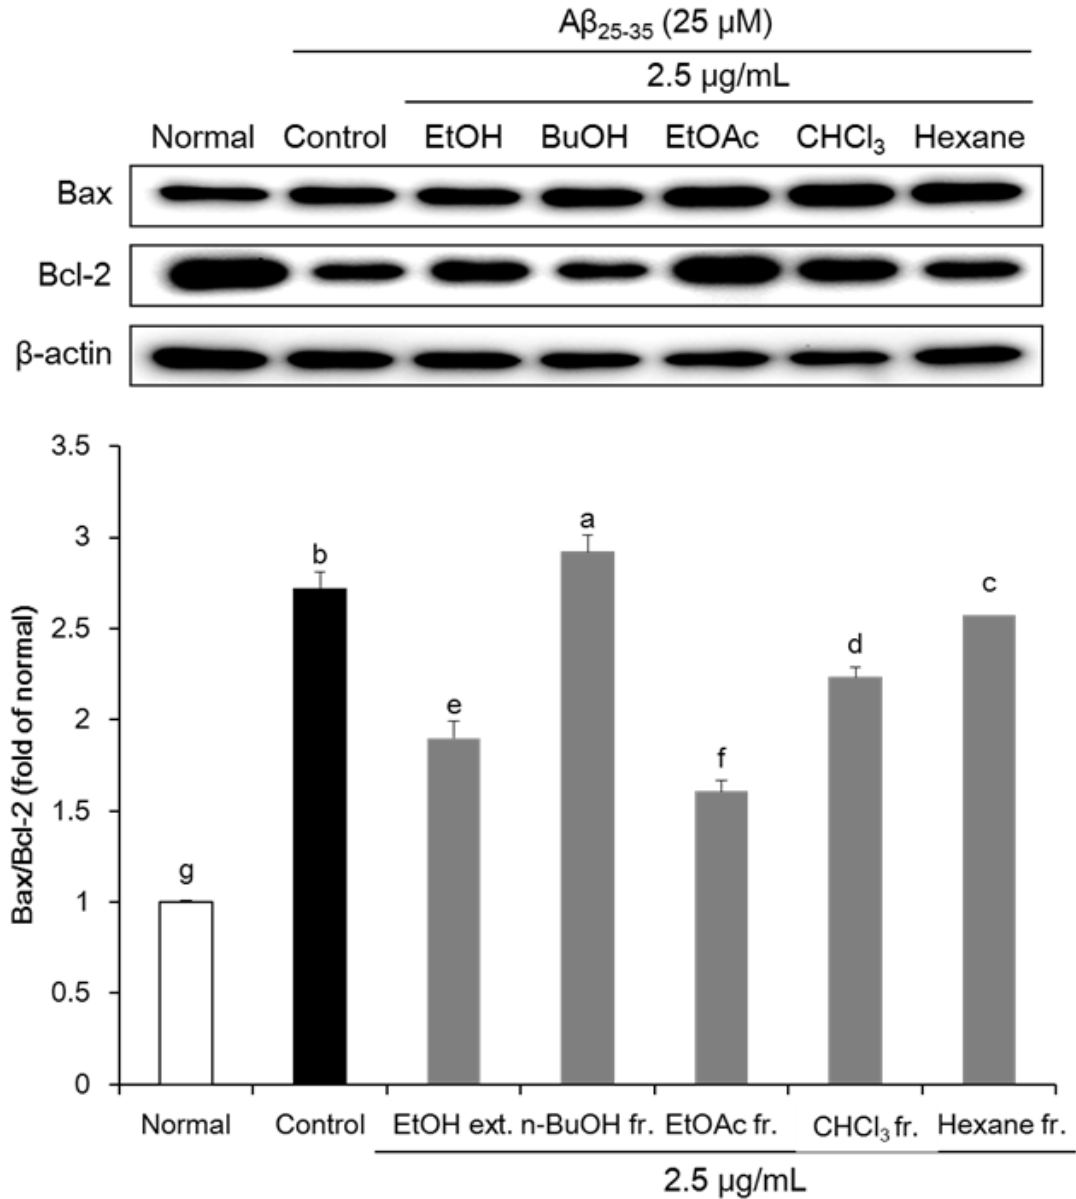 Aβ25-35 (25 μM)
2.5 μg/mL
Normal Control EtOH BuOH EtOAc CHCl3 Hexane
Bax
Bcl-2
β-actin
Bax/Bcl-2 (fold of normal)
3.5
3
2.5
2
1.5
1
0.5
0
g b e a f d c
Normal Control EtOH ext. n-BuOH fr. EtOAc fr. CHCl3 fr. Hexane fr.
2.5 μg/mL